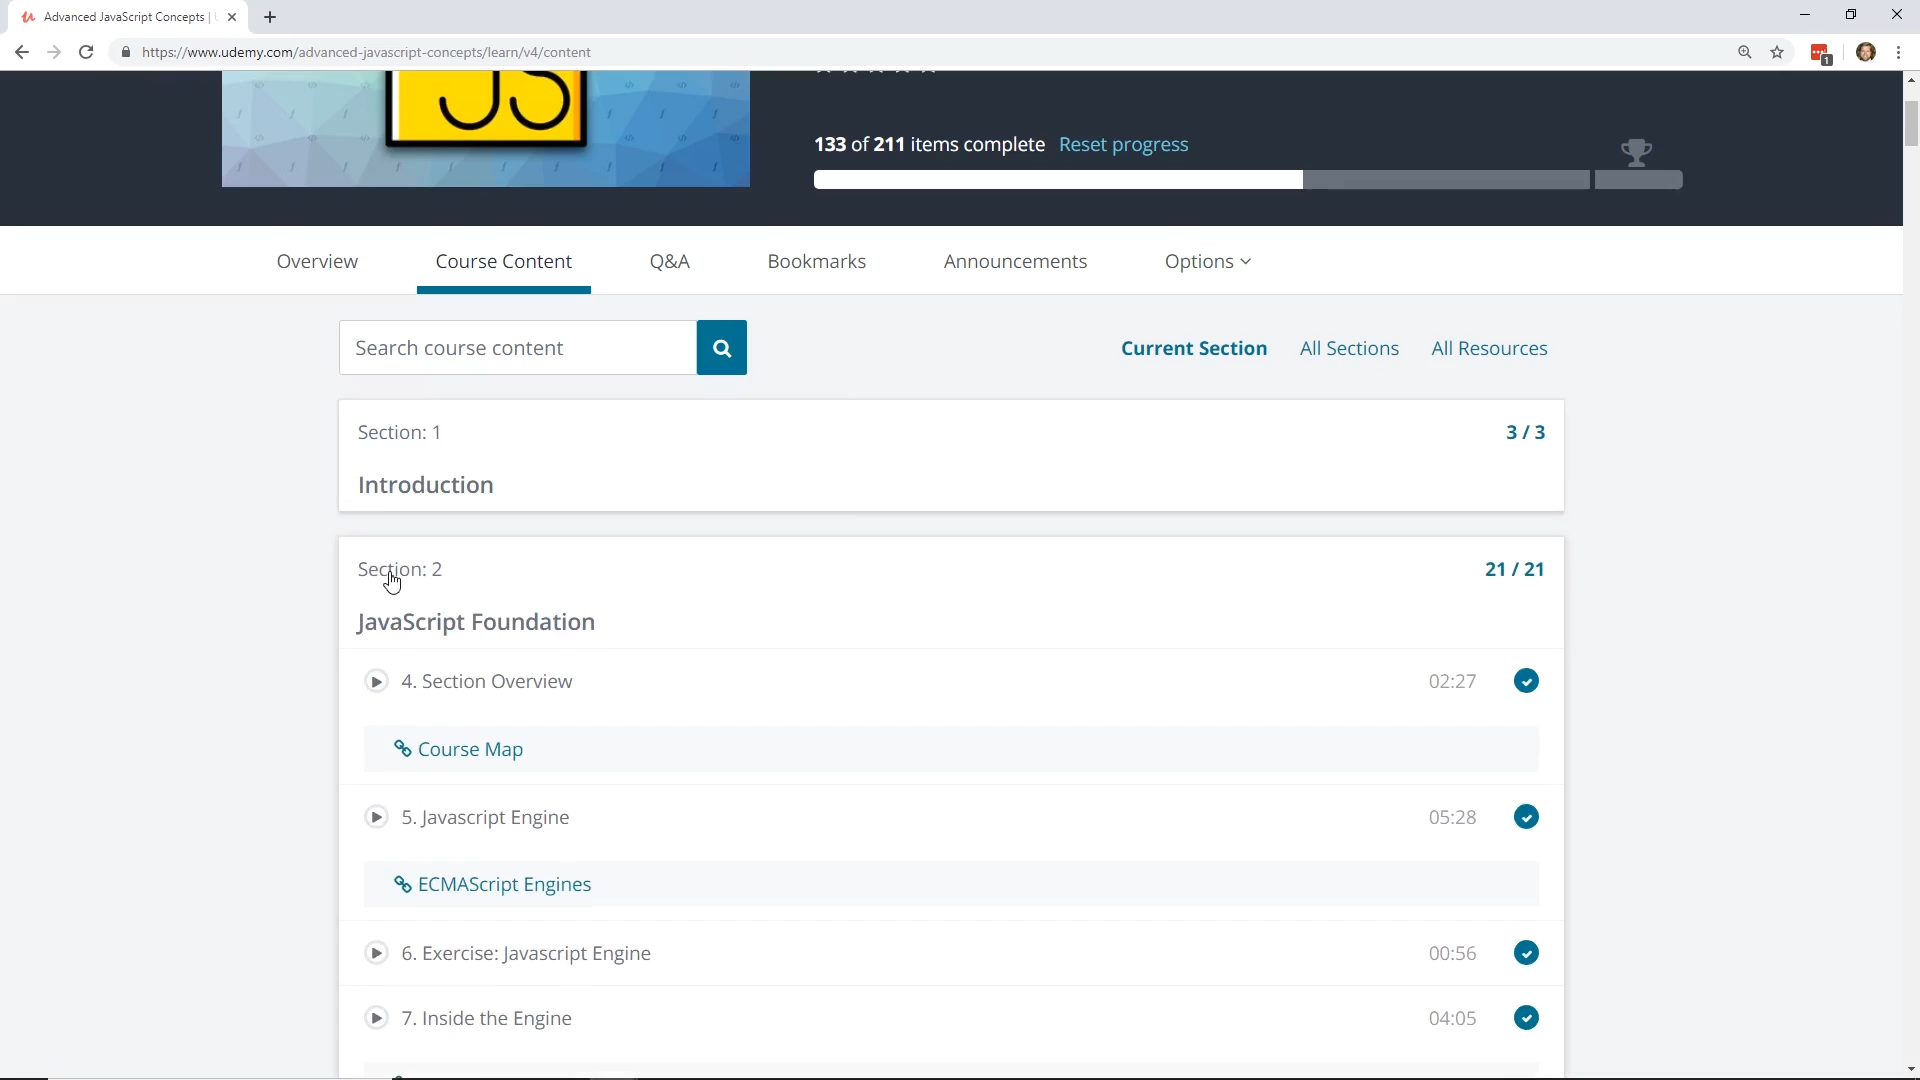 Advanced JavaScript Concepts |
https://www.udemy.com/advanced-javascript-concepts/learn/v4/content
1
JS
133 of 211 items complete Reset progress
Overview Course Content Q&A Bookmarks Announcements Options
Search course content
Current Section All Sections All Resources
Section: 1 3 / 3
Introduction
Section: 2 21 / 21
JavaScript Foundation
4. Section Overview 02:27
Course Map
5. Javascript Engine 05:28
ECMAScript Engines
6. Exercise: Javascript Engine 00:56
7. Inside the Engine 04:05